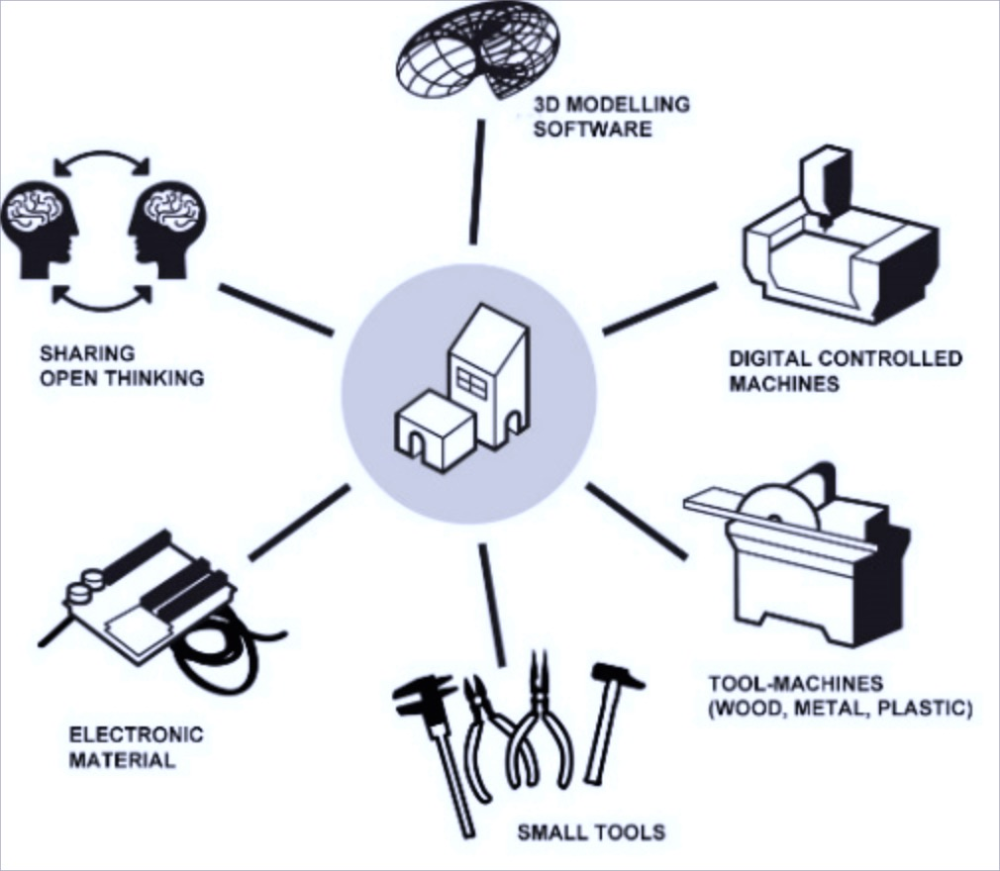 3D MODELLING
SOFTWARE
SHARING
OPEN THINKING
DIGITAL CONTROLLED
MACHINES
ELECTRONIC
MATERIAL
TOOL-MACHINES
(WOOD, METAL, PLASTIC)
SMALL TOOLS